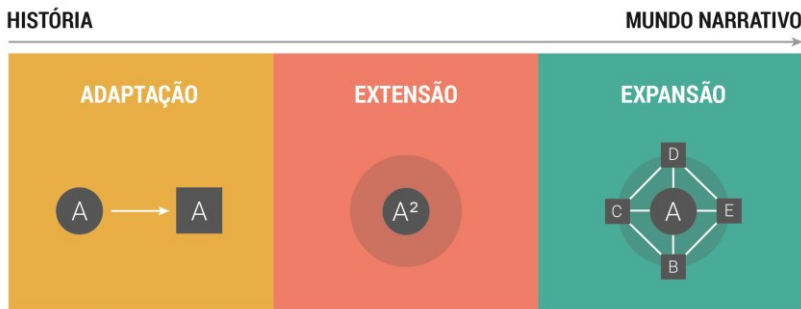 HISTÓRIA
MUNDO NARRATIVO
ADAPTAÇÃO
EXTENSÃO
EXPANSÃO
A
A
A²
D
C
A
E
B